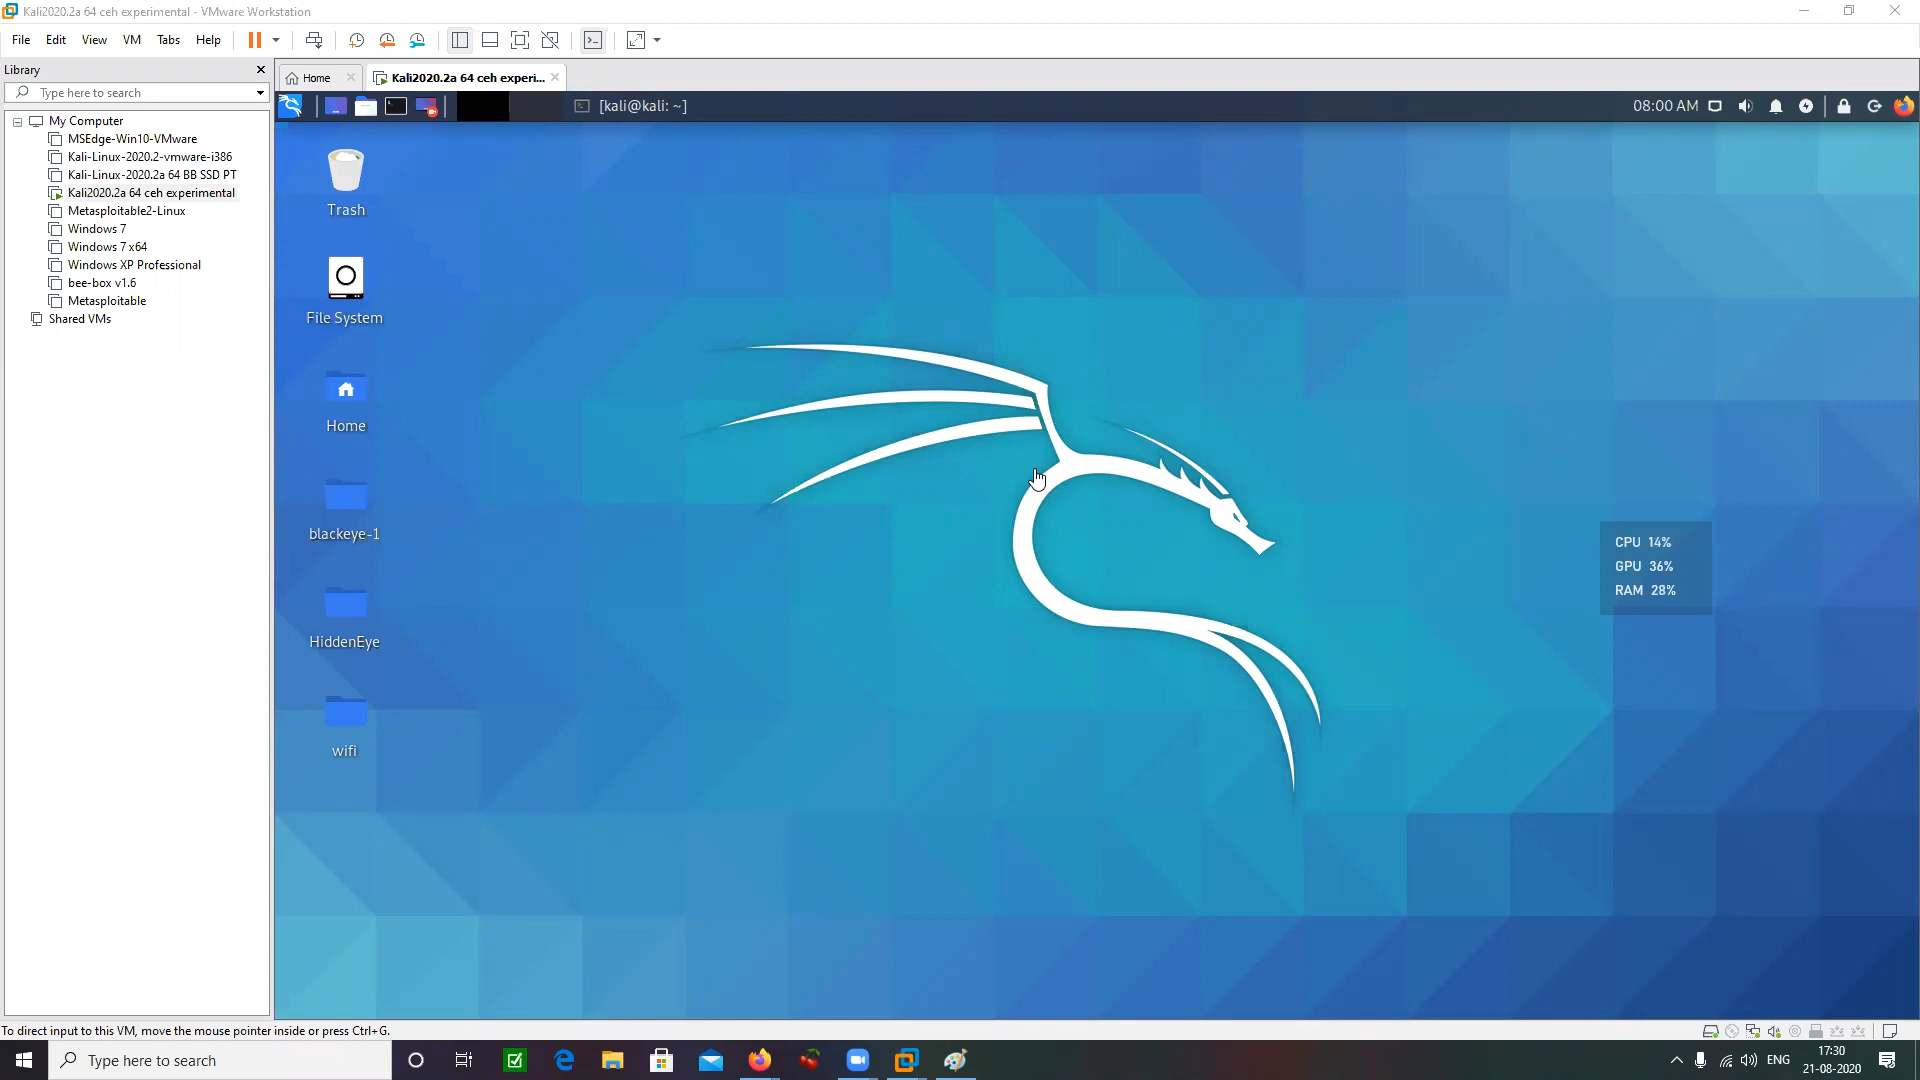 Kali2020.2a 64 ceh experimental - VMware Workstation
File Edit View VM Tabs Help
Library
Type here to search
Home
Kali2020.2a 64 ceh experi...
[kali@kali: ~]
08:00 AM
My Computer
MSEdge-Win10-VMware
Kali-Linux-2020.2-vmware-i386
Kali-Linux-2020.2a 64 BB SSD PT
Kali2020.2a 64 ceh experimental
Metasploitable2-Linux
Windows 7
Windows 7 x64
Windows XP Professional
bee-box v1.6
Metasploitable
Shared VMs
Trash
File System
Home
blackeye-1
HiddenEye
wifi
CPU 14%
GPU 36%
RAM 28%
To direct input to this VM, move the mouse pointer inside or press Ctrl+G.
Type here to search
ENG
17:30
21-08-2020